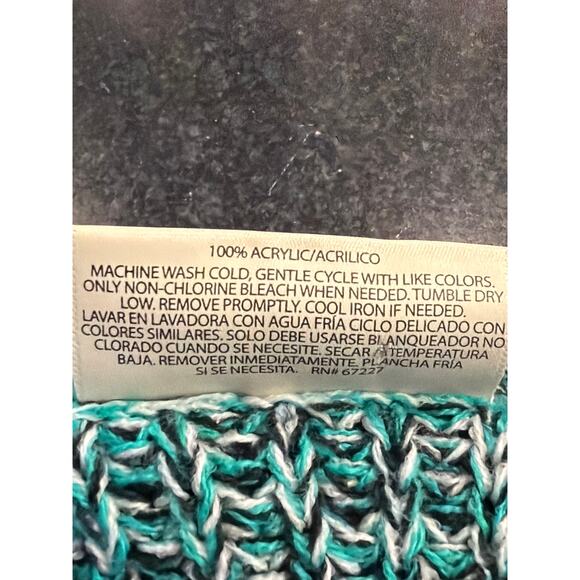 100% ACRYLIC/ACRILICO
MACHINE WASH COLD, GENTLE CYCLE WITH LIKE COLORS.
ONLY NON-CHLORINE BLEACH WHEN NEEDED. TUMBLE DRY
LOW. REMOVE PROMPTLY. COOL IRON IF NEEDED.
LAVAR EN LAVADORA CON AGUA FRÍA CICLO DELICADO CON
COLORES SIMILARES. SOLO DEBE USARSE BLANQUEADOR NO
CLORADO CUANDO SE NECESITE. SECAR A TEMPERATURA
BAJA. REMOVER INMEDIATAMENTE. PLANCHA FRÍA
SI SE NECESITA. RN# 67227